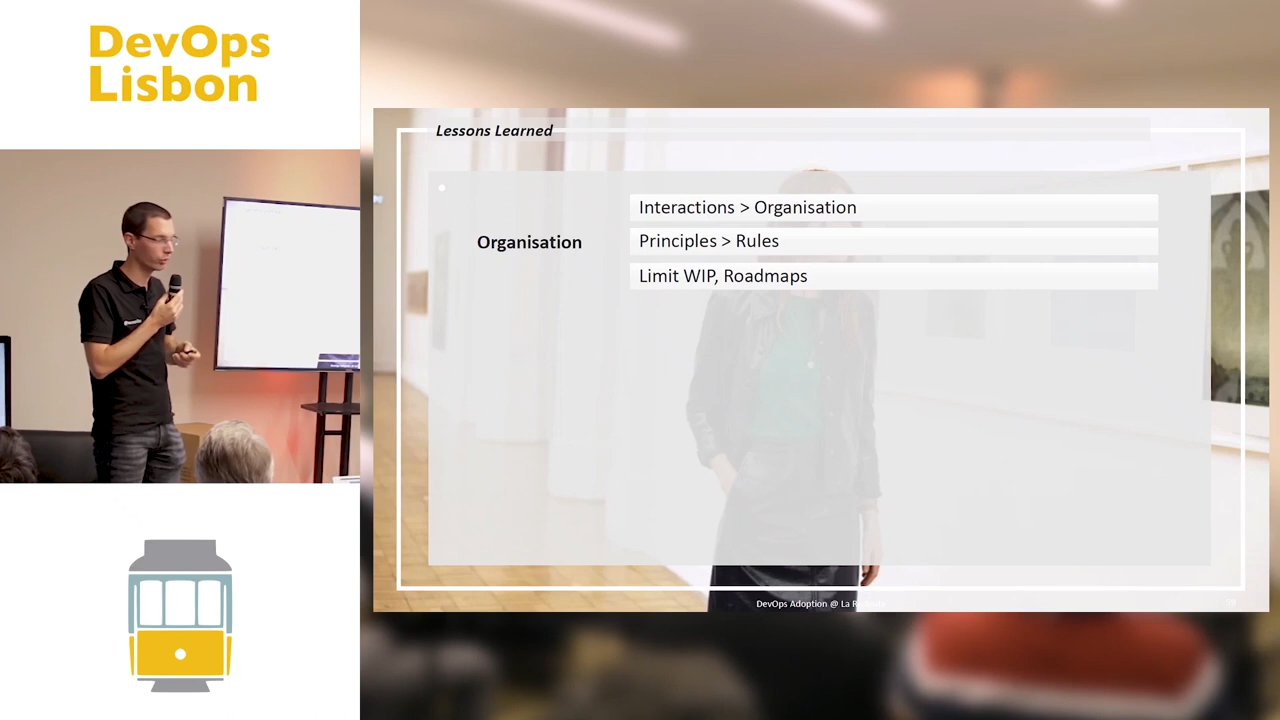 DevOps
Lisbon
Lessons Learned
Interactions > Organisation
Organisation
Principles > Rules
Limit WIP, Roadmaps
DevOps Adoption @ La